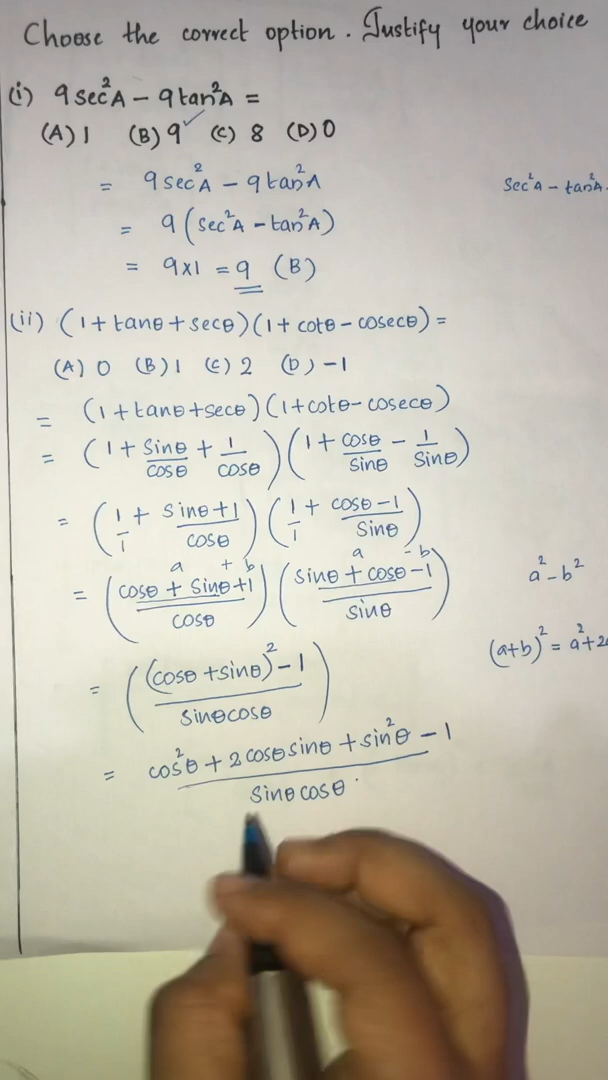 Choose the correct option. Justify your choice
(i) 9 sec²A - 9 tan²A =
(A) 1 (B) 9 ✓ (C) 8 (D) 0
= 9 sec²A - 9 tan²A
sec²A - tan²A
= 9 (sec²A - tan²A)
= 9x1 = 9 (B)
(ii) (1 + tanθ + secθ) (1 + cotθ - cosecθ) =
(A) 0 (B) 1 (C) 2 (D) -1
= (1 + tanθ + secθ) (1 + cotθ - cosecθ)
= (1 + sinθ/cosθ + 1/cosθ) (1 + cosθ/sinθ - 1/sinθ)
= (1/1 + sinθ+1/cosθ) (1/1 + cosθ-1/sinθ)
a + b a - b
= (cosθ + sinθ + 1/cosθ) (sinθ + cosθ - 1/sinθ)
a² - b²
(a+b)² = a² + 2
= ((cosθ + sinθ)² - 1/sinθcosθ)
= cos²θ + 2 cosθ sinθ + sin²θ - 1/sinθ cosθ